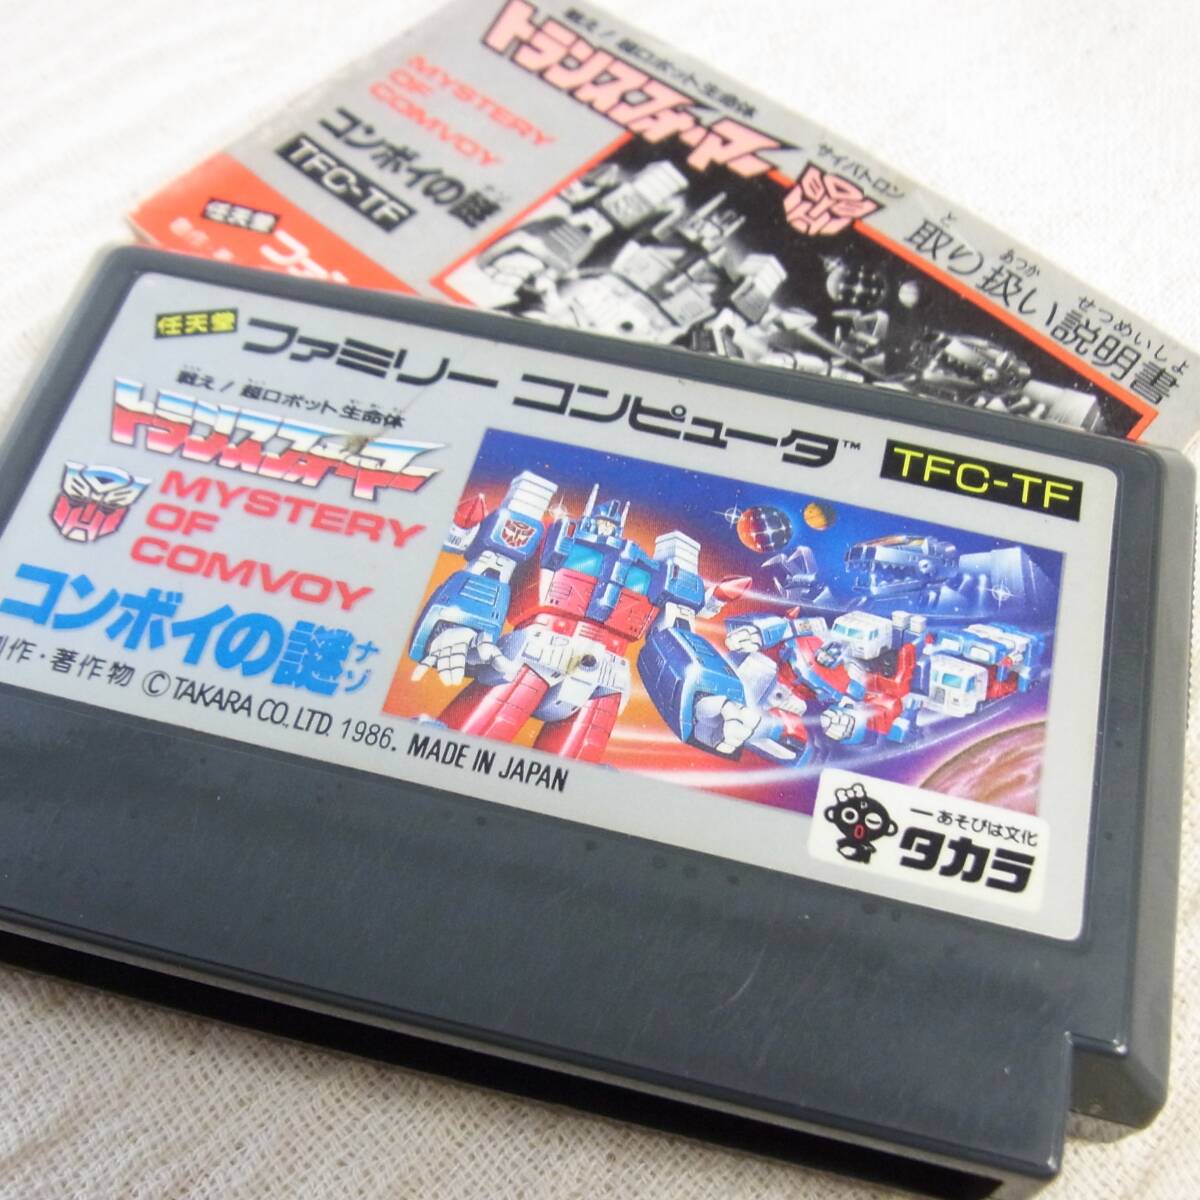 戦え!超ロボット生命体
トランスフォーマー
MYSTERY
OF
COMVOY
コンボイの謎
TFC-TF
サイバトロン
取り扱い説明書
とあつかせつめいしょ
任天堂
任天堂 ファミリー コンピュータ™
TFC-TF
戦え!超ロボット生命体
トランスフォーマー
MYSTERY
OF
COMVOY
コンボイの謎
ナゾ
作・著作物 ©TAKARA CO.,LTD. 1986. MADE IN JAPAN
一あそびは文化
タカラ